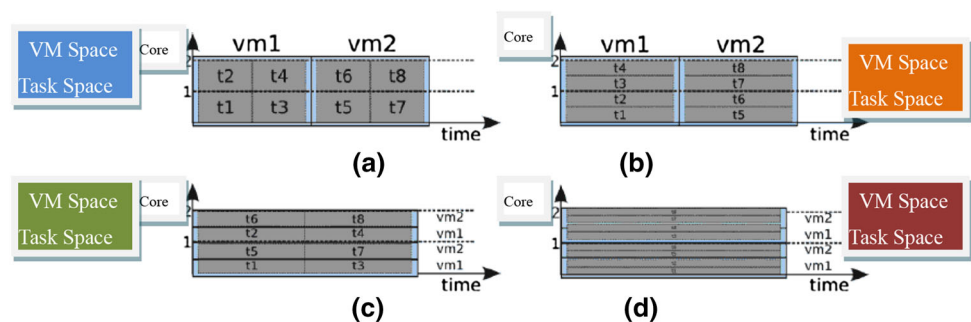 VM Space
Task Space
Core
vm1 vm2
2
1
t2 t4 t6 t8
t1 t3 t5 t7
time
(a)
Core
vm1 vm2
2
1
t4 t8
t3 t7
t2 t6
t1 t5
time
(b)
VM Space
Task Space
VM Space
Task Space
Core
2
1
t6 t8 vm2
t2 t4 vm1
t5 t7 vm2
t1 t3 vm1
time
(c)
Core
2
1
vm2
vm1
vm2
vm1
time
(d)
VM Space
Task Space